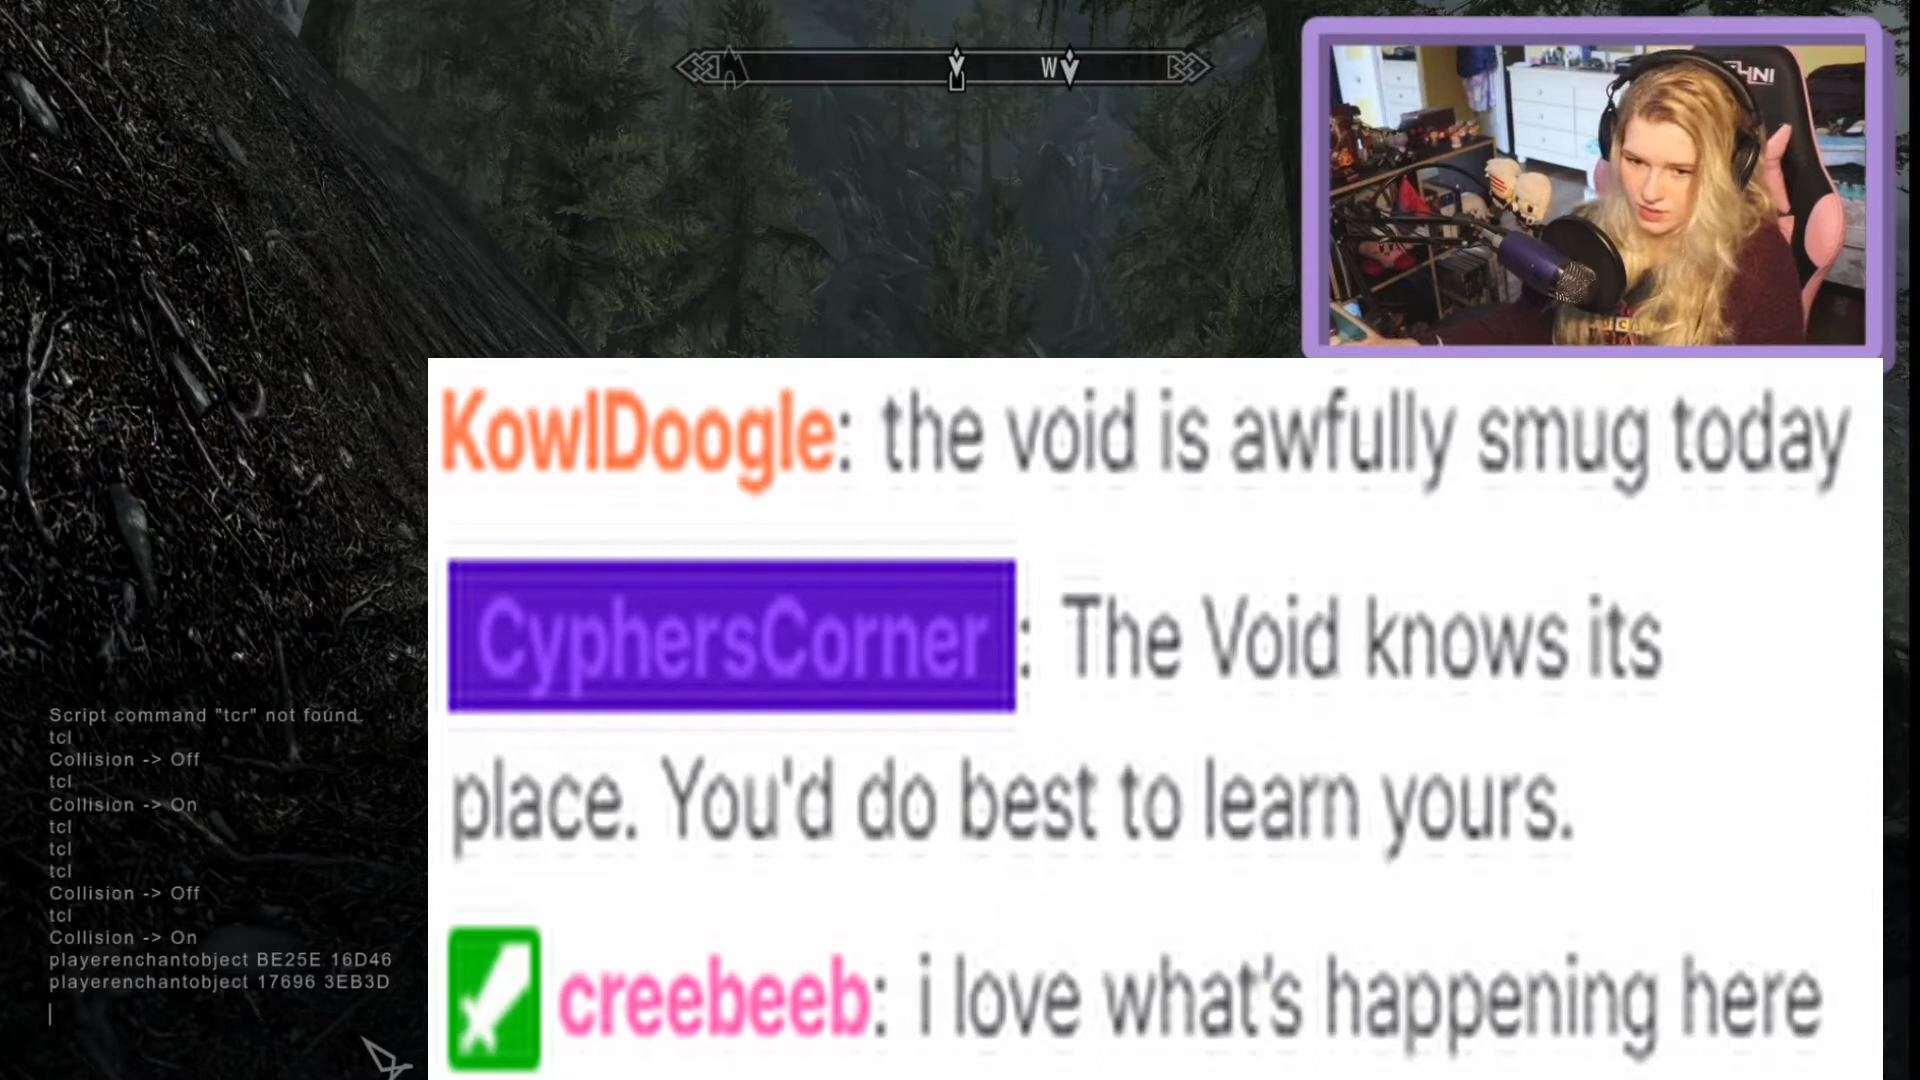 W
HNI
KowlDoogle: the void is awfully smug today
CyphersCorner: The Void knows its
place. You'd do best to learn yours.
creebeeb: i love what's happening here
Script command "tcr" not found.
tcl
Collision -> Off
tcl
Collision -> On
tcl
tcl
tcl
Collision -> Off
tcl
Collision -> On
playerenchantobject BE25E 16D46
playerenchantobject 17696 3EB3D